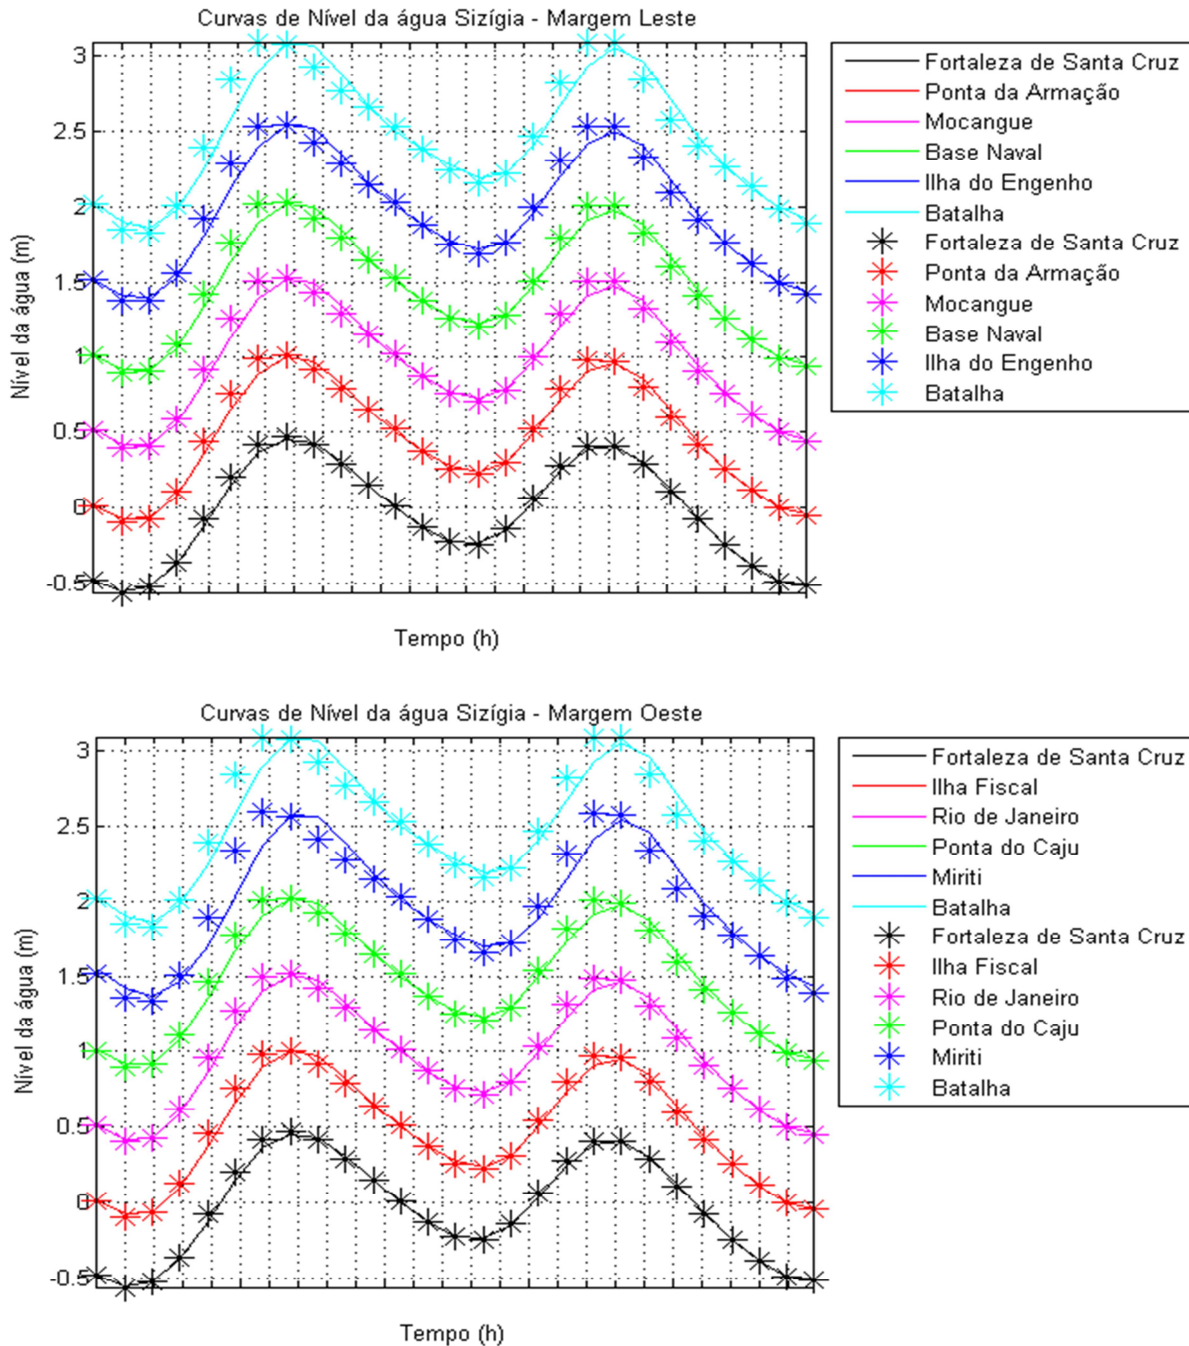 Curvas de Nível da água Sizígia - Margem Leste
3
2.5
2
1.5
1
0.5
0
-0.5
Nível da água (m)
Tempo (h)
Fortaleza de Santa Cruz
Ponta da Armação
Mocangue
Base Naval
Ilha do Engenho
Batalha
Fortaleza de Santa Cruz
Ponta da Armação
Mocangue
Base Naval
Ilha do Engenho
Batalha
Curvas de Nível da água Sizígia - Margem Oeste
3
2.5
2
1.5
1
0.5
0
-0.5
Nível da água (m)
Tempo (h)
Fortaleza de Santa Cruz
Ilha Fiscal
Rio de Janeiro
Ponta do Caju
Miriti
Batalha
Fortaleza de Santa Cruz
Ilha Fiscal
Rio de Janeiro
Ponta do Caju
Miriti
Batalha